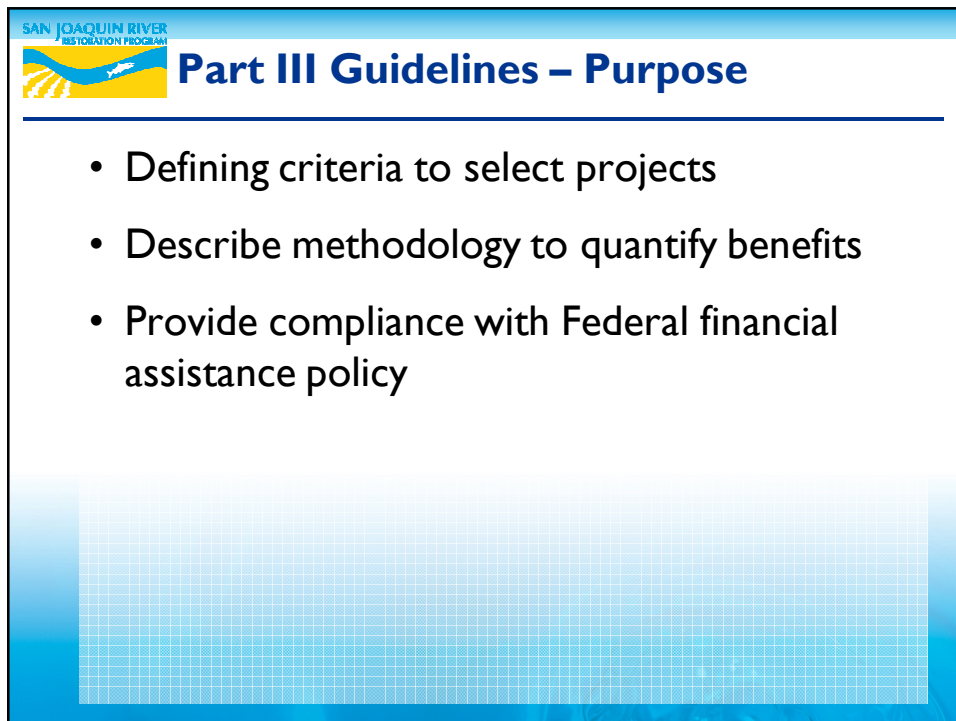 SAN JOAQUIN RIVER
RESTORATION PROGRAM
Part III Guidelines – Purpose
• Defining criteria to select projects
• Describe methodology to quantify benefits
• Provide compliance with Federal financial
assistance policy